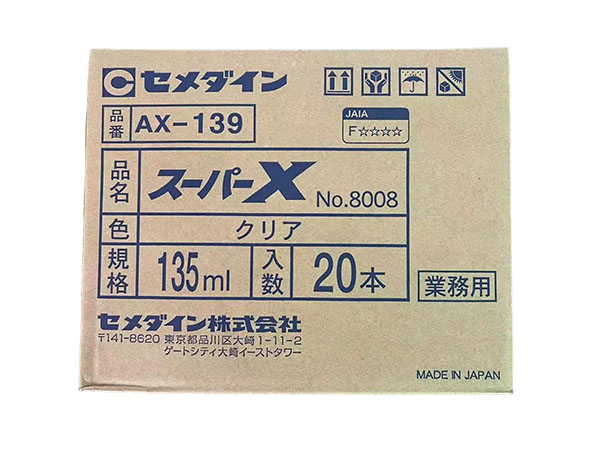 セメダイン
JAIA
F☆☆☆☆
品番 AX-139
品名 スーパーX No.8008
色 クリア
規格 135ml 入数 20本
業務用
セメダイン株式会社
〒141-8620 東京都品川区大崎1-11-2
ゲートシティ大崎イーストタワー
MADE IN JAPAN